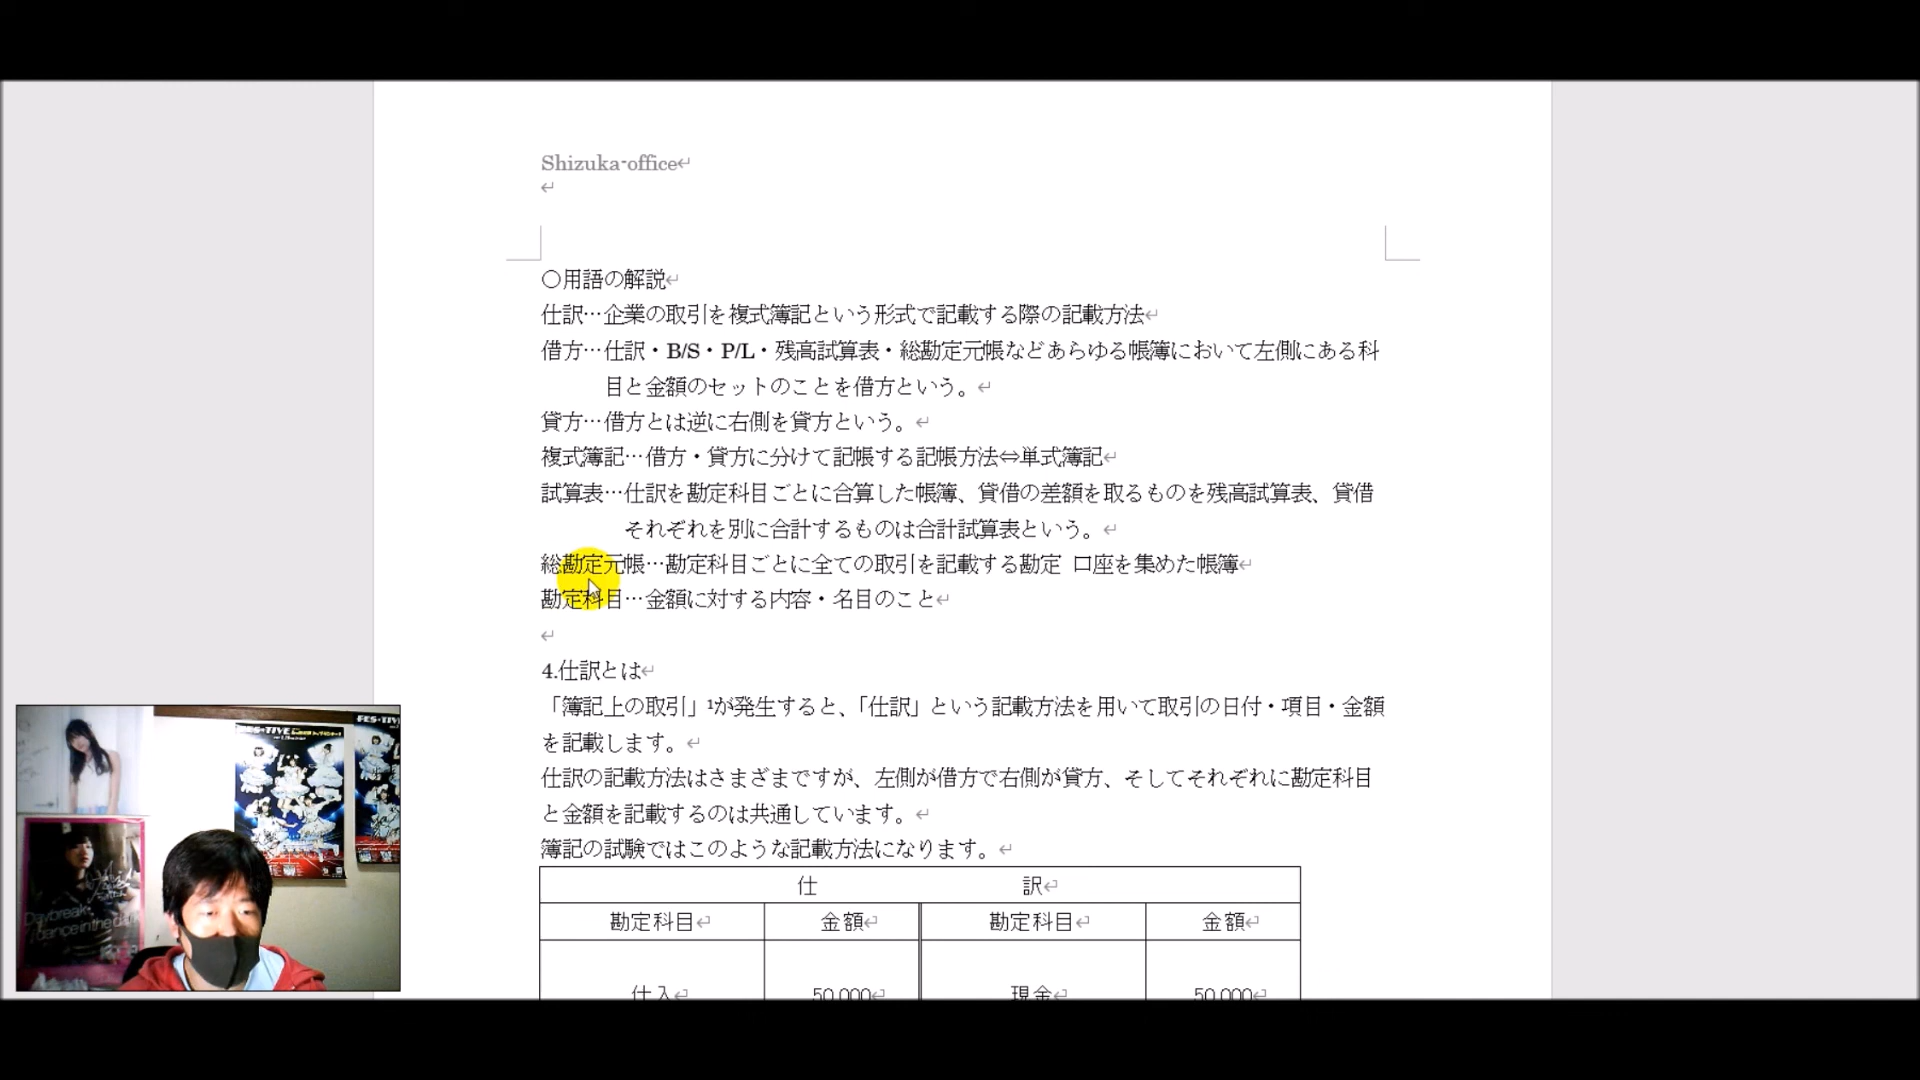 Shizuka-office
〇用語の解説
仕訳…企業の取引を複式簿記という形式で記載する際の記載方法
借方…仕訳・B/S・P/L・残高試算表・総勘定元帳などあらゆる帳簿において左側にある科
目と金額のセットのことを借方という。
貸方…借方とは逆に右側を貸方という。
複式簿記…借方・貸方に分けて記帳する記帳方法⇔単式簿記
試算表…仕訳を勘定科目ごとに合算した帳簿、貸借の差額を取るものを残高試算表、貸借
それぞれを別に合計するものは合計試算表という。
総勘定元帳…勘定科目ごとに全ての取引を記載する勘定 口座を集めた帳簿
勘定科目…金額に対する内容・名目のこと
4.仕訳とは
「簿記上の取引」1が発生すると、「仕訳」という記載方法を用いて取引の日付・項目・金額
を記載します。
仕訳の記載方法はさまざまですが、左側が借方で右側が貸方、そしてそれぞれに勘定科目
と金額を記載するのは共通しています。
簿記の試験ではこのような記載方法になります。
仕 訳
勘定科目 金額 勘定科目 金額
仕入 50,000 現金 50,000
FES☆TIVE
FES☆TIVE
Daybreak
dance in the